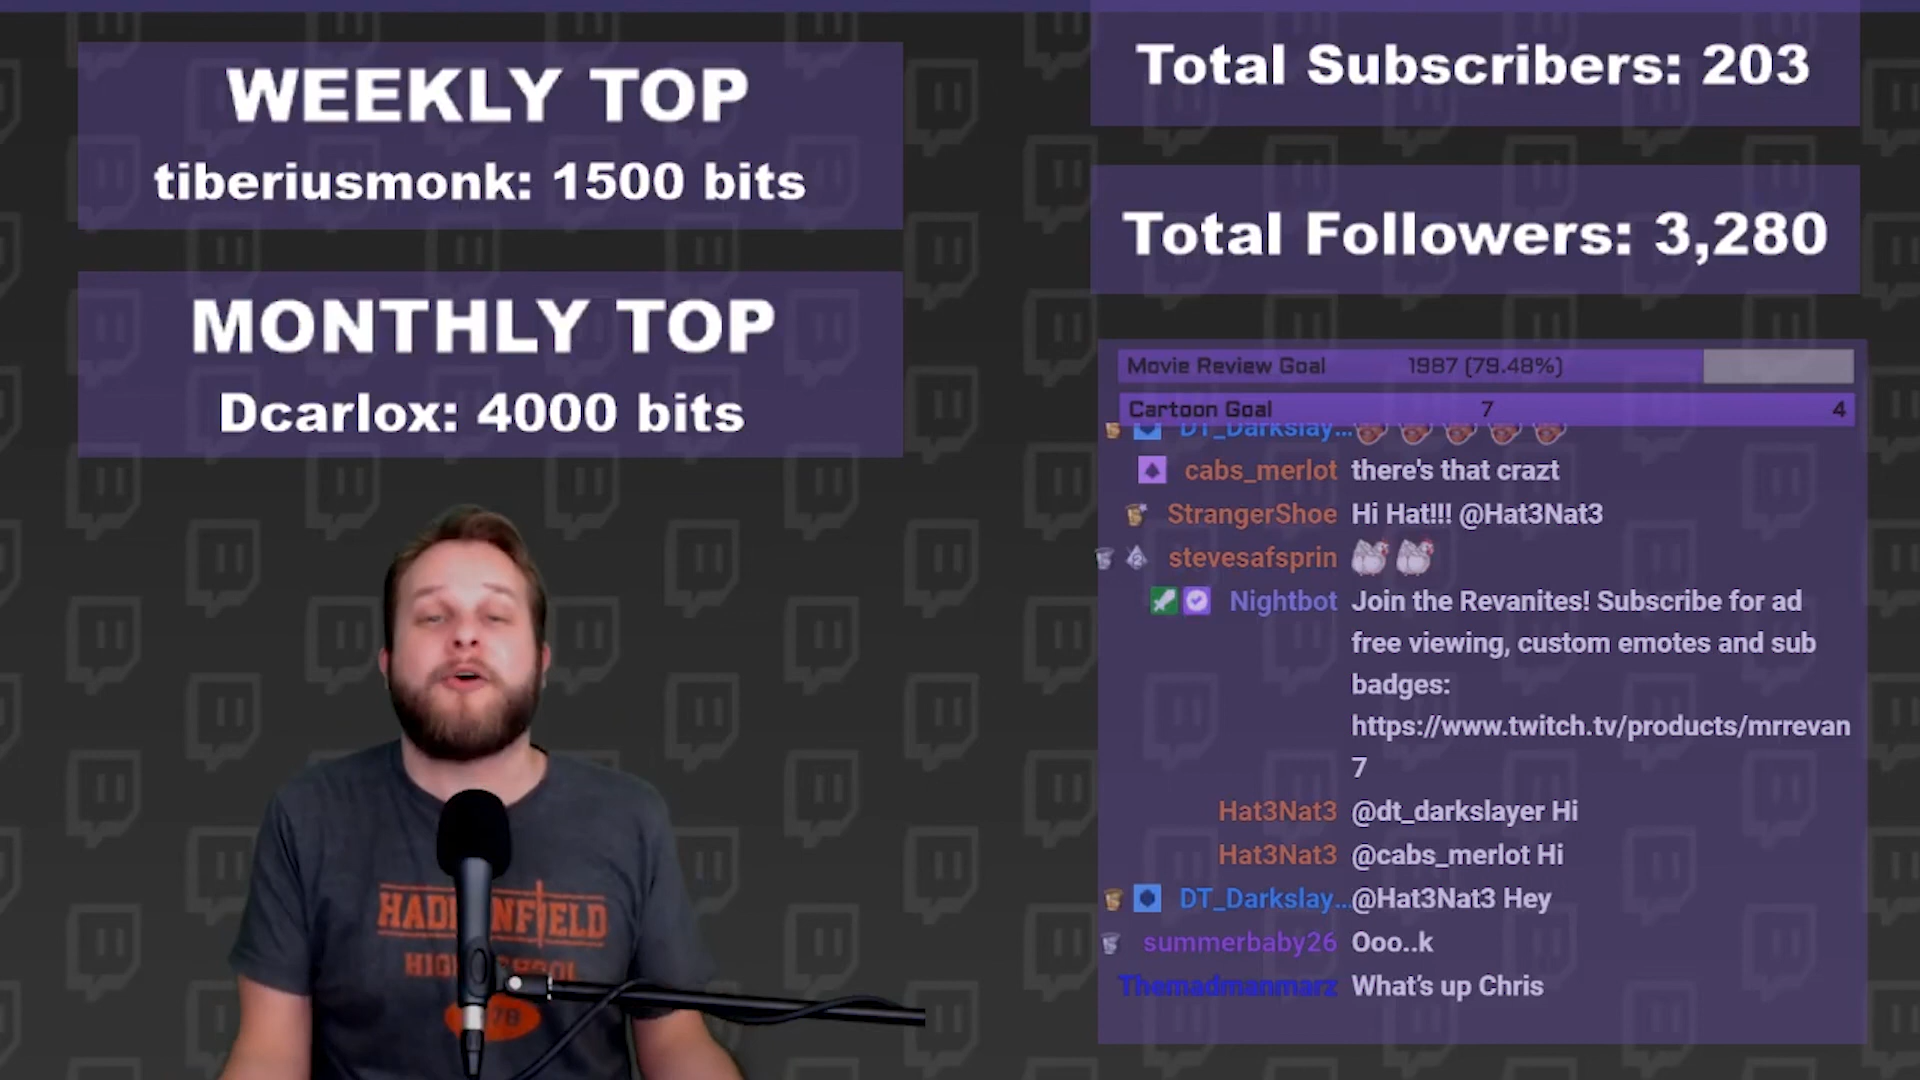 WEEKLY TOP
tiberiusmonk: 1500 bits
MONTHLY TOP
Dcarlox: 4000 bits
Total Subscribers: 203
Total Followers: 3,280
Movie Review Goal 1987 (79.48%)
Cartoon Goal 7 4
DT_Darkslay...
cabs_merlot there's that crazt
StrangerShoe Hi Hat!!! @Hat3Nat3
stevesafsprin
Nightbot Join the Revanites! Subscribe for ad
free viewing, custom emotes and sub
badges:
https://www.twitch.tv/products/mrrevan
7
Hat3Nat3 @dt_darkslayer Hi
Hat3Nat3 @cabs_merlot Hi
DT_Darkslay... @Hat3Nat3 Hey
summerbaby26 Ooo..k
Themadmanmarz What's up Chris
78